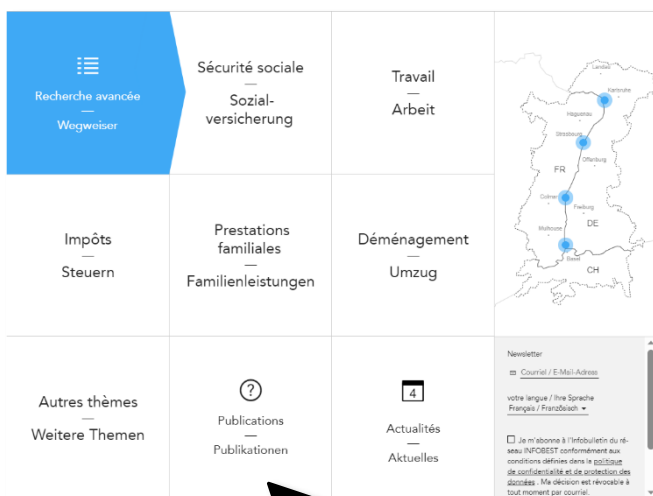 Recherche avancée
—
Wegweiser
Sécurité sociale
—
Sozial-
versicherung
Travail
—
Arbeit
Landau
Karlsruhe
Haguenau
Strasbourg
Offenburg
FR
Colmar
Freiburg
DE
Mulhouse
Basel
CH
Impôts
—
Steuern
Prestations
familiales
—
Familienleistungen
Déménagement
—
Umzug
Autres thèmes
—
Weitere Themen
?
Publications
—
Publikationen
4
Actualités
—
Aktuelles
Newsletter
Courriel / E-Mail-Adresse
votre langue / Ihre Sprache
Français / Französisch
Je m'abonne à l'Infobulletin du ré-
seau INFOBEST conformément aux
conditions définies dans la politique
de confidentialité et de protection des
données . Ma décision est révocable à
tout moment par courriel.